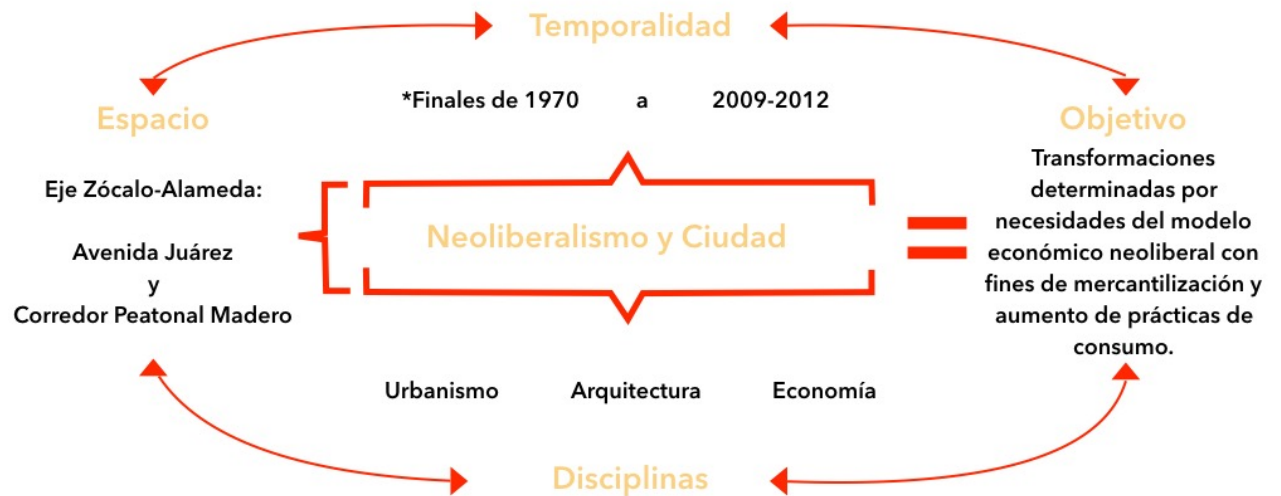 Temporalidad
*Finales de 1970 a 2009-2012
Espacio
Eje Zócalo-Alameda:
Avenida Juárez
y
Corredor Peatonal Madero
Neoliberalismo y Ciudad
Objetivo
Transformaciones
determinadas por
necesidades del modelo
económico neoliberal con
fines de mercantilización y
aumento de prácticas de
consumo.
Urbanismo Arquitectura Economía
Disciplinas